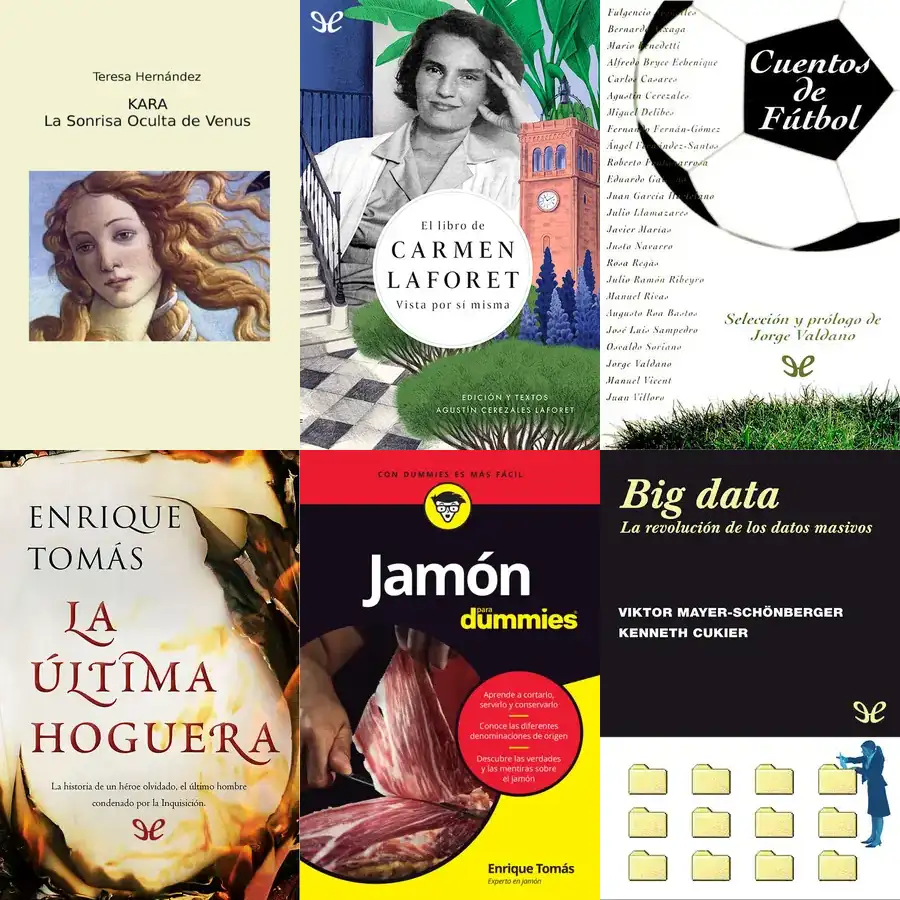 Teresa Hernández
KARA
La Sonrisa Oculta de Venus
El libro de
CARMEN
LAFORET
Vista por sí misma
EDICIÓN Y TEXTOS
AGUSTÍN CEREZALES LAFORET
Fulgencio
Bernardo Atxaga
Mario Benedetti
Alfredo Bryce Echenique
Carlos Casares
Agustín Cerezales
Miguel Delibes
Fernando Fernán-Gómez
Ángel Fernández-Santos
Roberto Fontanarrosa
Eduardo Galeano
Juan García Hortelano
Julio Llamazares
Javier Marías
Justo Navarro
Rosa Regàs
Julio Ramón Ribeyro
Manuel Rivas
Augusto Roa Bastos
José Luis Sampedro
Osvaldo Soriano
Jorge Valdano
Manuel Vicent
Juan Villoro
Cuentos
de
Fútbol
Selección y prólogo de
Jorge Valdano
ENRIQUE
TOMÁS
LA
ÚLTIMA
HOGUERA
La historia de un héroe olvidado, el último hombre
condenado por la Inquisición.
CON DUMMIES ES MÁS FÁCIL
Jamón
para
dummies
Aprende a cortarlo,
servirlo y conservarlo
Conoce las diferentes
denominaciones de origen
Descubre las verdades
y las mentiras sobre
el jamón
Enrique Tomás
Experto en jamón
Big data
La revolución de los datos masivos
VIKTOR MAYER-SCHÖNBERGER
KENNETH CUKIER